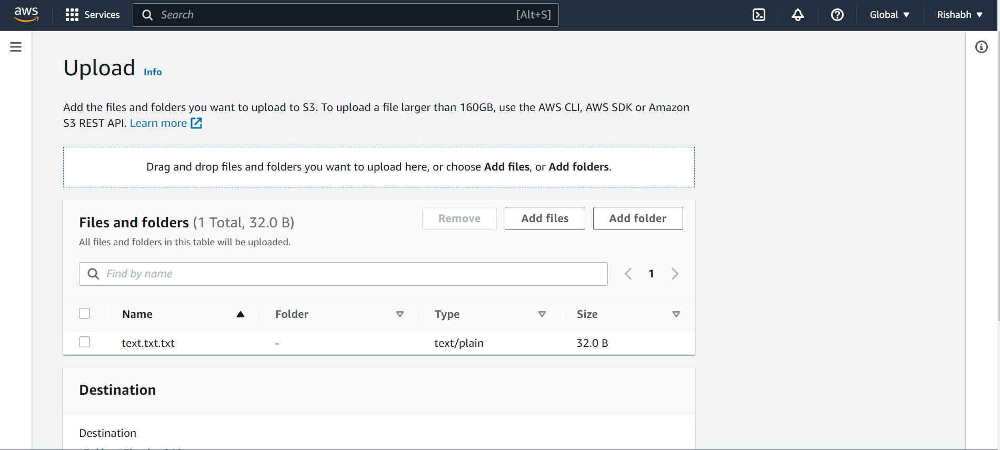 aws Services Search [Alt+S] Global Rishabh
Upload Info
Add the files and folders you want to upload to S3. To upload a file larger than 160GB, use the AWS CLI, AWS SDK or Amazon
S3 REST API. Learn more
Drag and drop files and folders you want to upload here, or choose Add files, or Add folders.
Files and folders (1 Total, 32.0 B) Remove Add files Add folder
All files and folders in this table will be uploaded.
Find by name 1
Name Folder Type Size
text.txt.txt - text/plain 32.0 B
Destination
Destination